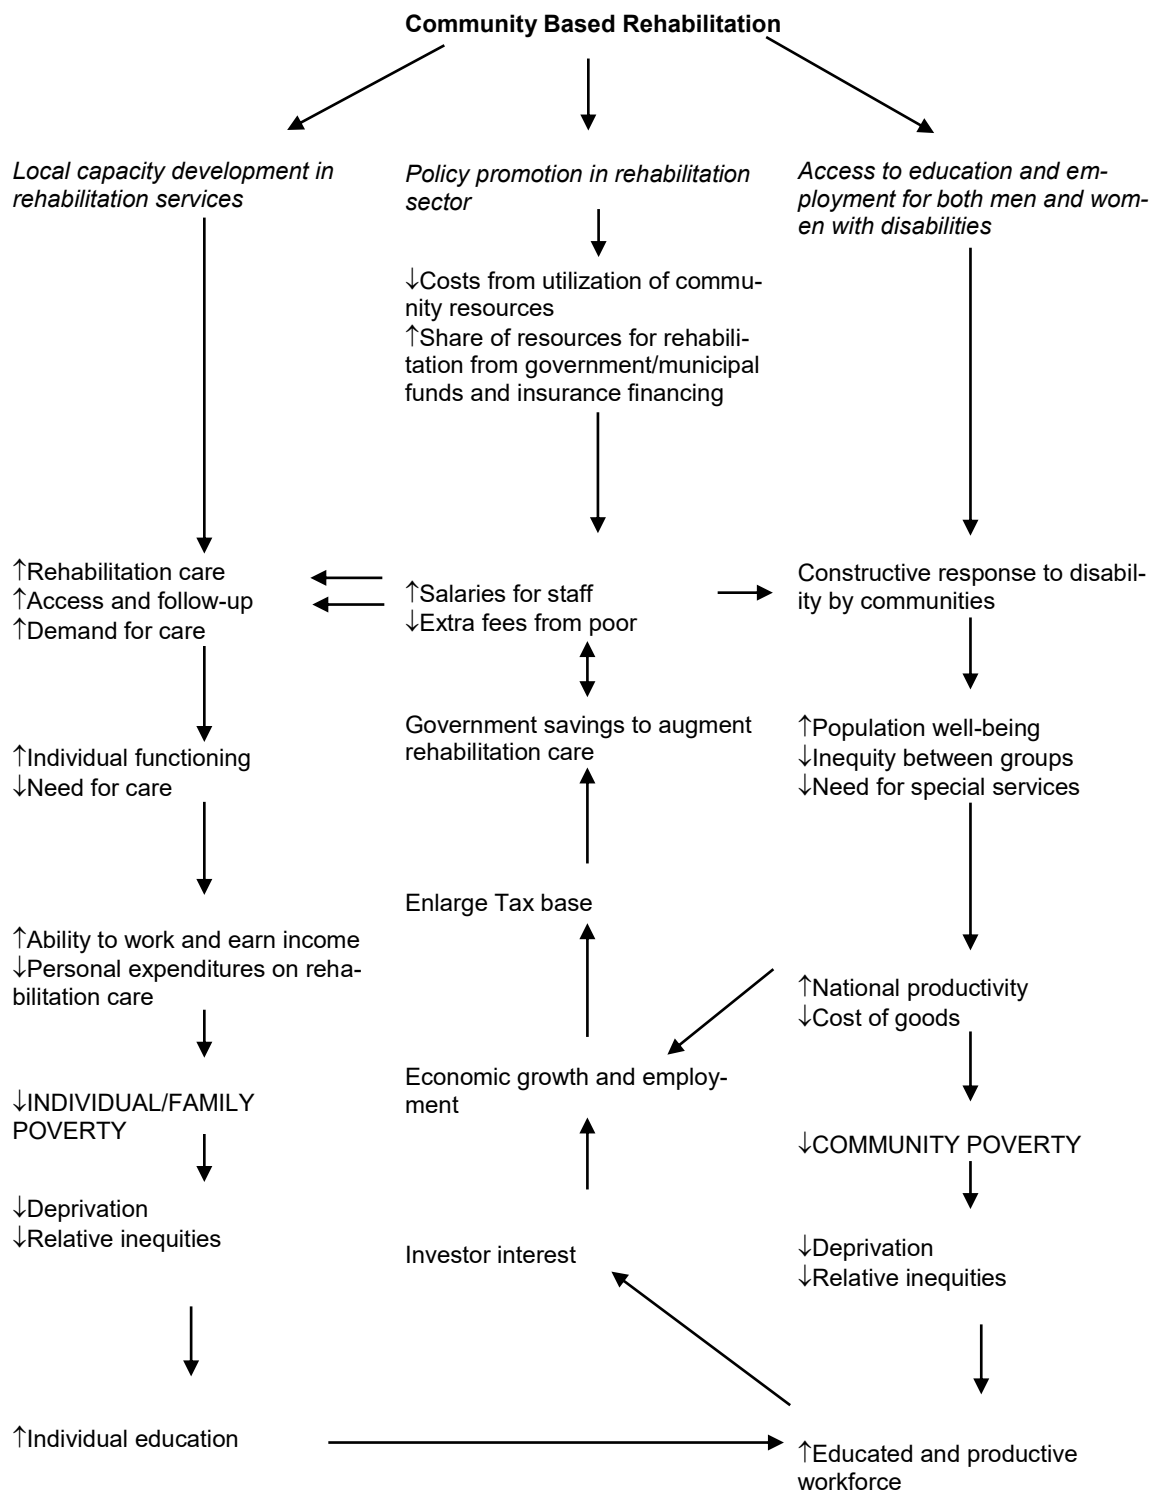 Community Based Rehabilitation
Local capacity development in
rehabilitation services
Policy promotion in rehabilitation
sector
Access to education and em-
ployment for both men and wom-
en with disabilities
↓Costs from utilization of commu-
nity resources
↑Share of resources for rehabili-
tation from government/municipal
funds and insurance financing
↑Rehabilitation care
↑Access and follow-up
↑Demand for care
↑Salaries for staff
↓Extra fees from poor
Constructive response to disabil-
ity by communities
Government savings to augment
rehabilitation care
↑Population well-being
↓Inequity between groups
↓Need for special services
↑Individual functioning
↓Need for care
Enlarge Tax base
↑Ability to work and earn income
↓Personal expenditures on reha-
bilitation care
↑National productivity
↓Cost of goods
Economic growth and employ-
ment
↓INDIVIDUAL/FAMILY
POVERTY
↓COMMUNITY POVERTY
↓Deprivation
↓Relative inequities
Investor interest
↓Deprivation
↓Relative inequities
↑Individual education
↑Educated and productive
workforce